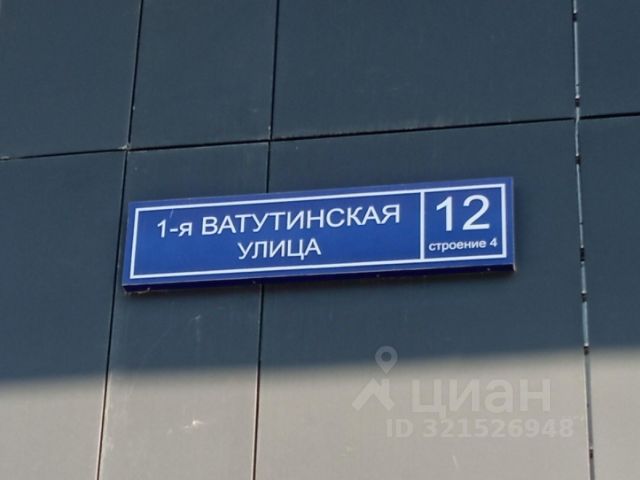 1-я ВАТУТИНСКАЯ
УЛИЦА
12
строение 4
циан
ID 321526948